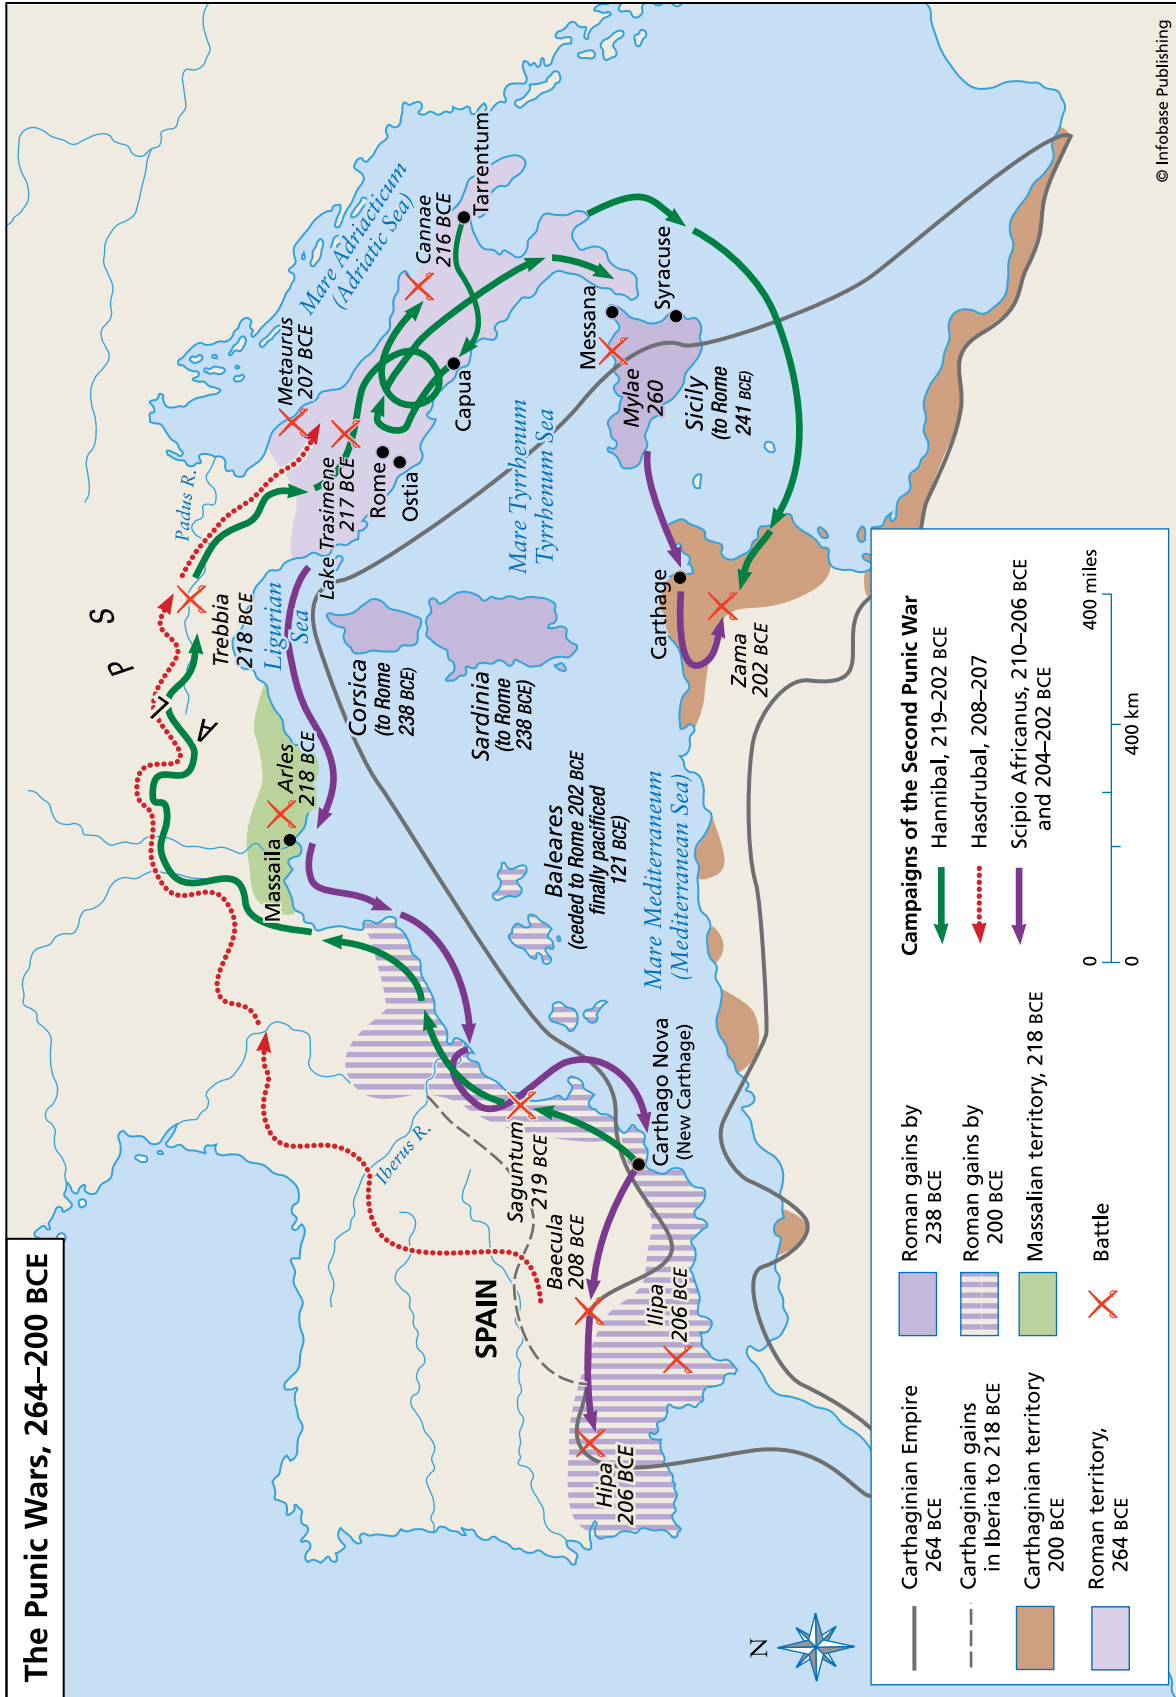 The Punic Wars, 264–200 BCE
A L P S
Padus R.
Trebbia
218 BCE
Metaurus
207 BCE
Mare Adriacticum
(Adriatic Sea)
Cannae
216 BCE
Tarrentum
Ligurian
Sea
Lake Trasimene
217 BCE
Rome
Ostia
Capua
Arles
218 BCE
Massaila
Corsica
(to Rome
238 BCE)
Sardinia
(to Rome
238 BCE)
Mare Tyrrhenum
Tyrrhenum Sea
Messana
Syracuse
Mylae
260
Sicily
(to Rome
241 BCE)
Baleares
(ceded to Rome 202 BCE
finally pacificed
121 BCE)
Mare Mediterraneum
(Mediterranean Sea)
Carthage
Zama
202 BCE
Iberus R.
Saguntum
219 BCE
Carthago Nova
(New Carthage)
SPAIN
Baecula
208 BCE
Ilipa
206 BCE
Hipa
206 BCE
N
Carthaginian Empire
264 BCE
Carthaginian gains
in Iberia to 218 BCE
Carthaginian territory
200 BCE
Roman territory,
264 BCE
Roman gains by
238 BCE
Roman gains by
200 BCE
Massalian territory, 218 BCE
Battle
Campaigns of the Second Punic War
Hannibal, 219–202 BCE
Hasdrubal, 208–207
Scipio Africanus, 210–206 BCE
and 204–202 BCE
0 400 miles
0 400 km
© Infobase Publishing